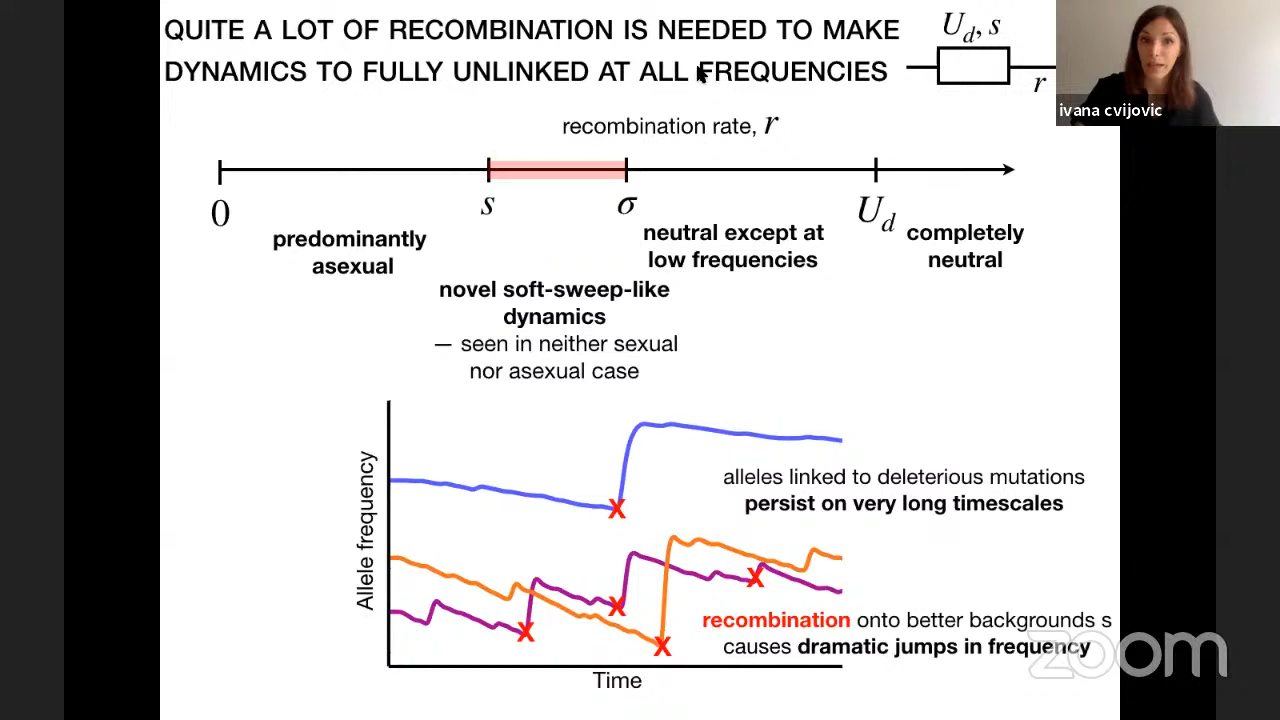 QUITE A LOT OF RECOMBINATION IS NEEDED TO MAKE
DYNAMICS TO FULLY UNLINKED AT ALL FREQUENCIES
U_d, s
r
ivana cvijovic
recombination rate, r
0
s
σ
U_d
predominantly
asexual
neutral except at
low frequencies
completely
neutral
novel soft-sweep-like
dynamics
— seen in neither sexual
nor asexual case
Allele frequency
Time
X
X
X
X
X
alleles linked to deleterious mutations
persist on very long timescales
recombination onto better backgrounds s
causes dramatic jumps in frequency
zoom